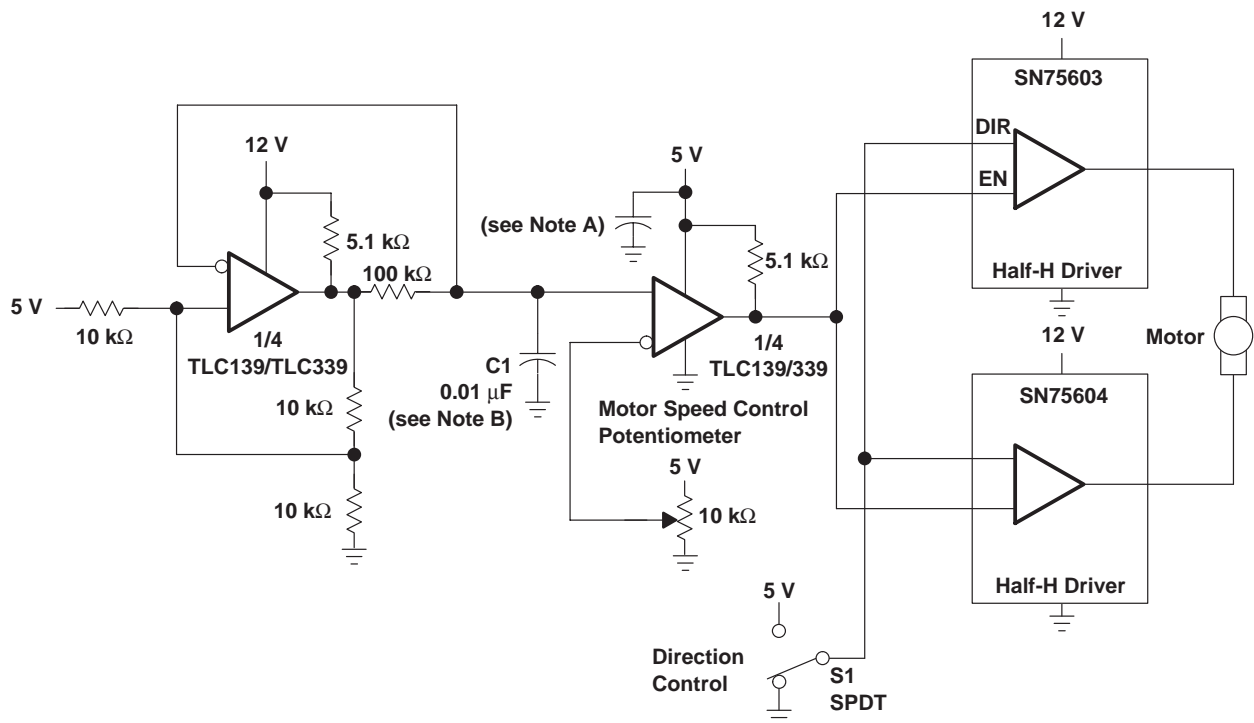 12 V
SN75603
DIR
EN
Half-H Driver
12 V
5.1 kΩ
100 kΩ
5 V
10 kΩ
1/4
TLC139/TLC339
10 kΩ
10 kΩ
5 V
(see Note A)
5.1 kΩ
1/4
TLC139/339
C1
0.01 μF
(see Note B)
Motor Speed Control
Potentiometer
5 V
10 kΩ
Motor
12 V
SN75604
Half-H Driver
5 V
Direction
Control
S1
SPDT